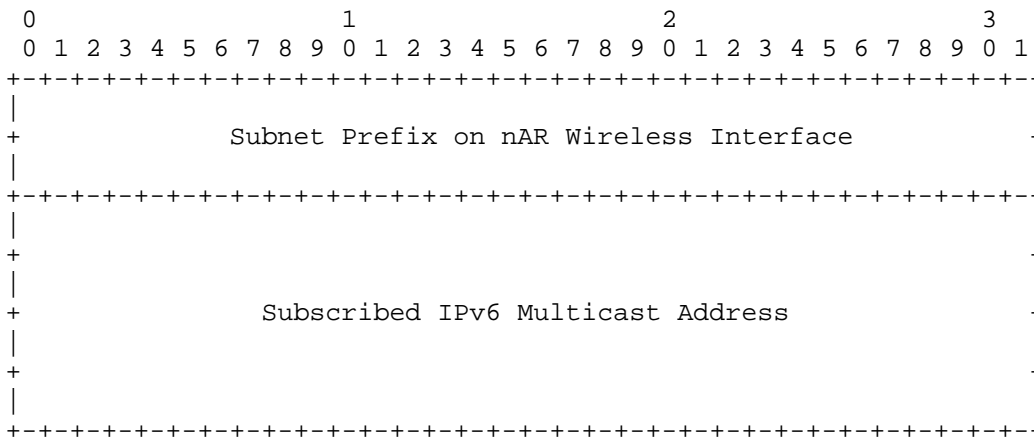 0                   1                   2                   3
0 1 2 3 4 5 6 7 8 9 0 1 2 3 4 5 6 7 8 9 0 1 2 3 4 5 6 7 8 9 0 1
+-+-+-+-+-+-+-+-+-+-+-+-+-+-+-+-+-+-+-+-+-+-+-+-+-+-+-+-+-+-+-+-
|
+             Subnet Prefix on nAR Wireless Interface           -
|
+-+-+-+-+-+-+-+-+-+-+-+-+-+-+-+-+-+-+-+-+-+-+-+-+-+-+-+-+-+-+-+-
|
+                                                               -
|
+               Subscribed IPv6 Multicast Address               -
|
+                                                               -
|
+-+-+-+-+-+-+-+-+-+-+-+-+-+-+-+-+-+-+-+-+-+-+-+-+-+-+-+-+-+-+-+-